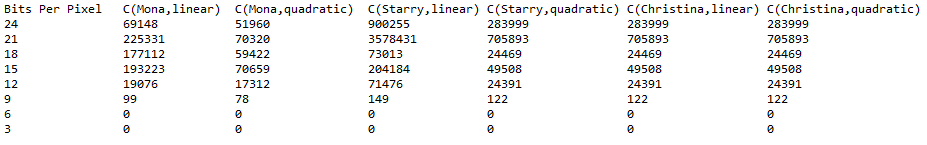 Bits Per Pixel C(Mona,linear) C(Mona,quadratic) C(Starry,linear) C(Starry,quadratic) C(Christina,linear) C(Christina,quadratic)
24 69148 51960 900255 283999 283999 283999
21 225331 70320 3578431 705893 705893 705893
18 177112 59422 73013 24469 24469 24469
15 193223 70659 204184 49508 49508 49508
12 19076 17312 71476 24391 24391 24391
9 99 78 149 122 122 122
6 0 0 0 0 0 0
3 0 0 0 0 0 0